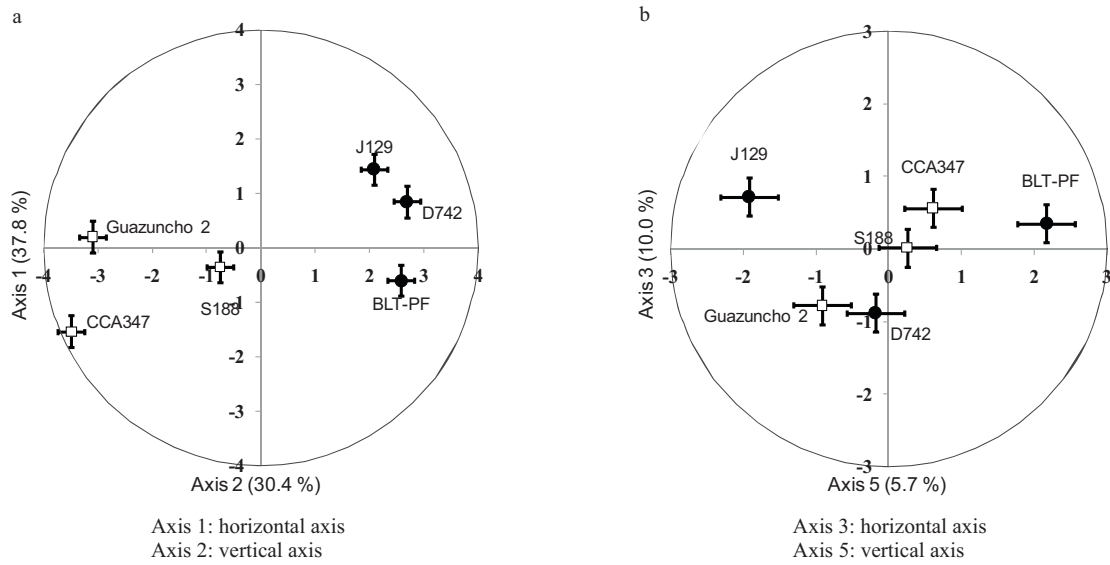 a
4
3
2
1
0
-1
-2
-3
-4
-4 -3 -2 -1 0 1 2 3 4
J129
D742
Guazuncho 2
S188
BLT-PF
CCA347
Axis 1 (37.8 %)
Axis 2 (30.4 %)
Axis 1: horizontal axis
Axis 2: vertical axis
b
3
2
1
0
-1
-2
-3
-3 -2 -1 0 1 2 3
J129
CCA347
BLT-PF
S188
Guazuncho 2
D742
Axis 3 (10.0 %)
Axis 5 (5.7 %)
Axis 3: horizontal axis
Axis 5: vertical axis